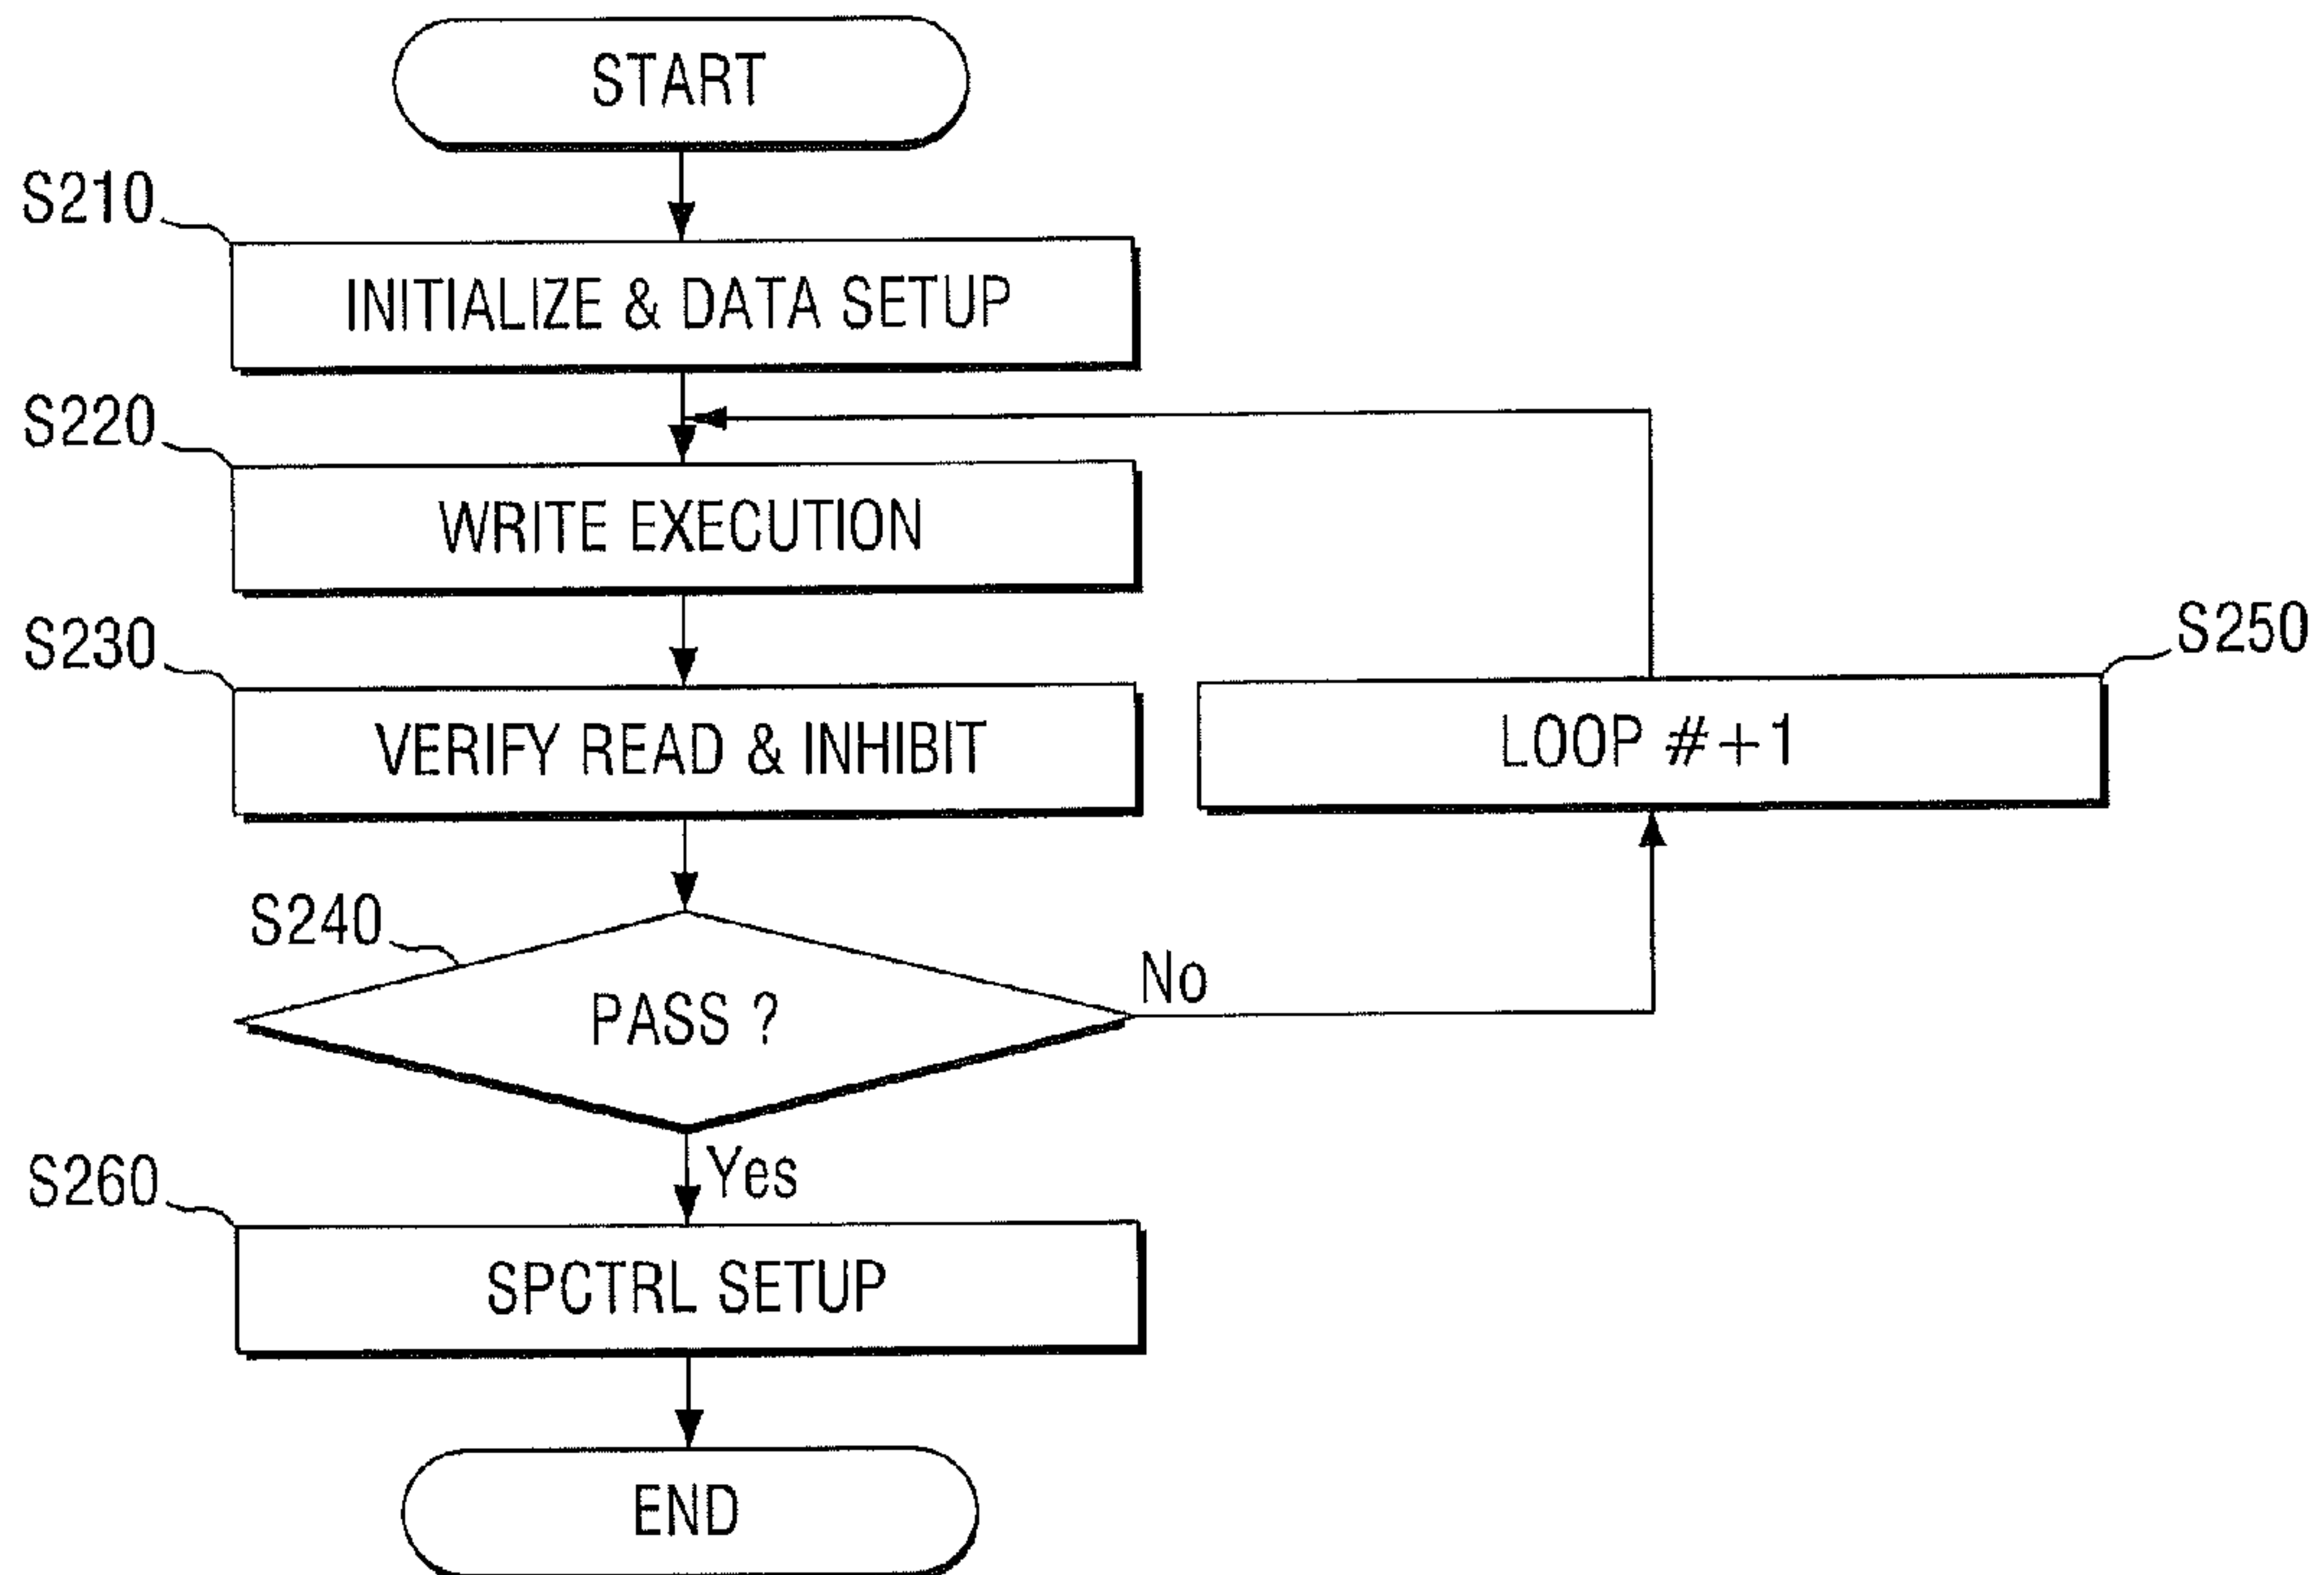 START
S210
INITIALIZE & DATA SETUP
S220
WRITE EXECUTION
S230
VERIFY READ & INHIBIT
S250
LOOP #+1
S240
PASS ?
No
Yes
S260
SPCTRL SETUP
END